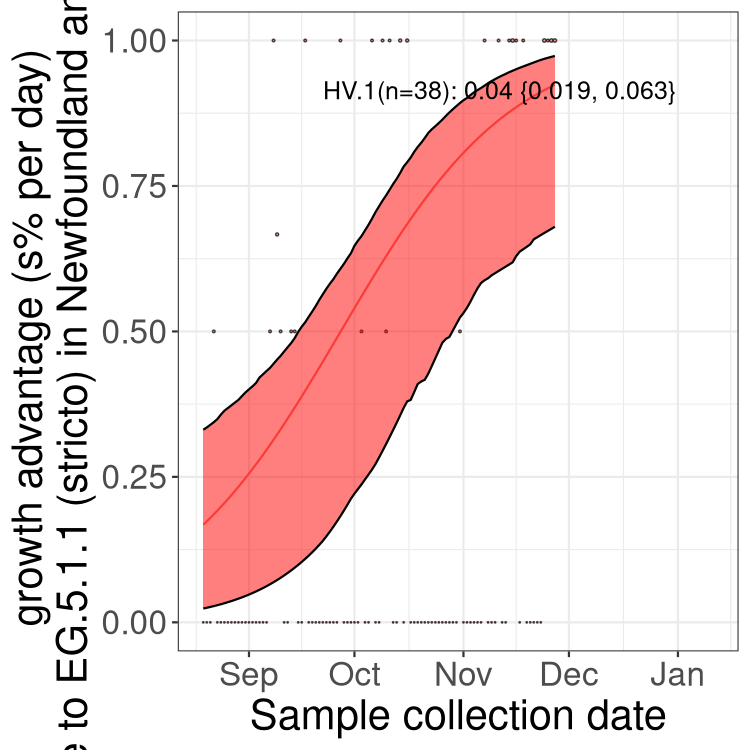 growth advantage (s% per day)
to EG.5.1.1 (stricto) in Newfoundland
1.00
0.75
0.50
0.25
0.00
HV.1(n=38): 0.04 {0.019, 0.063}
Sep Oct Nov Dec Jan
Sample collection date